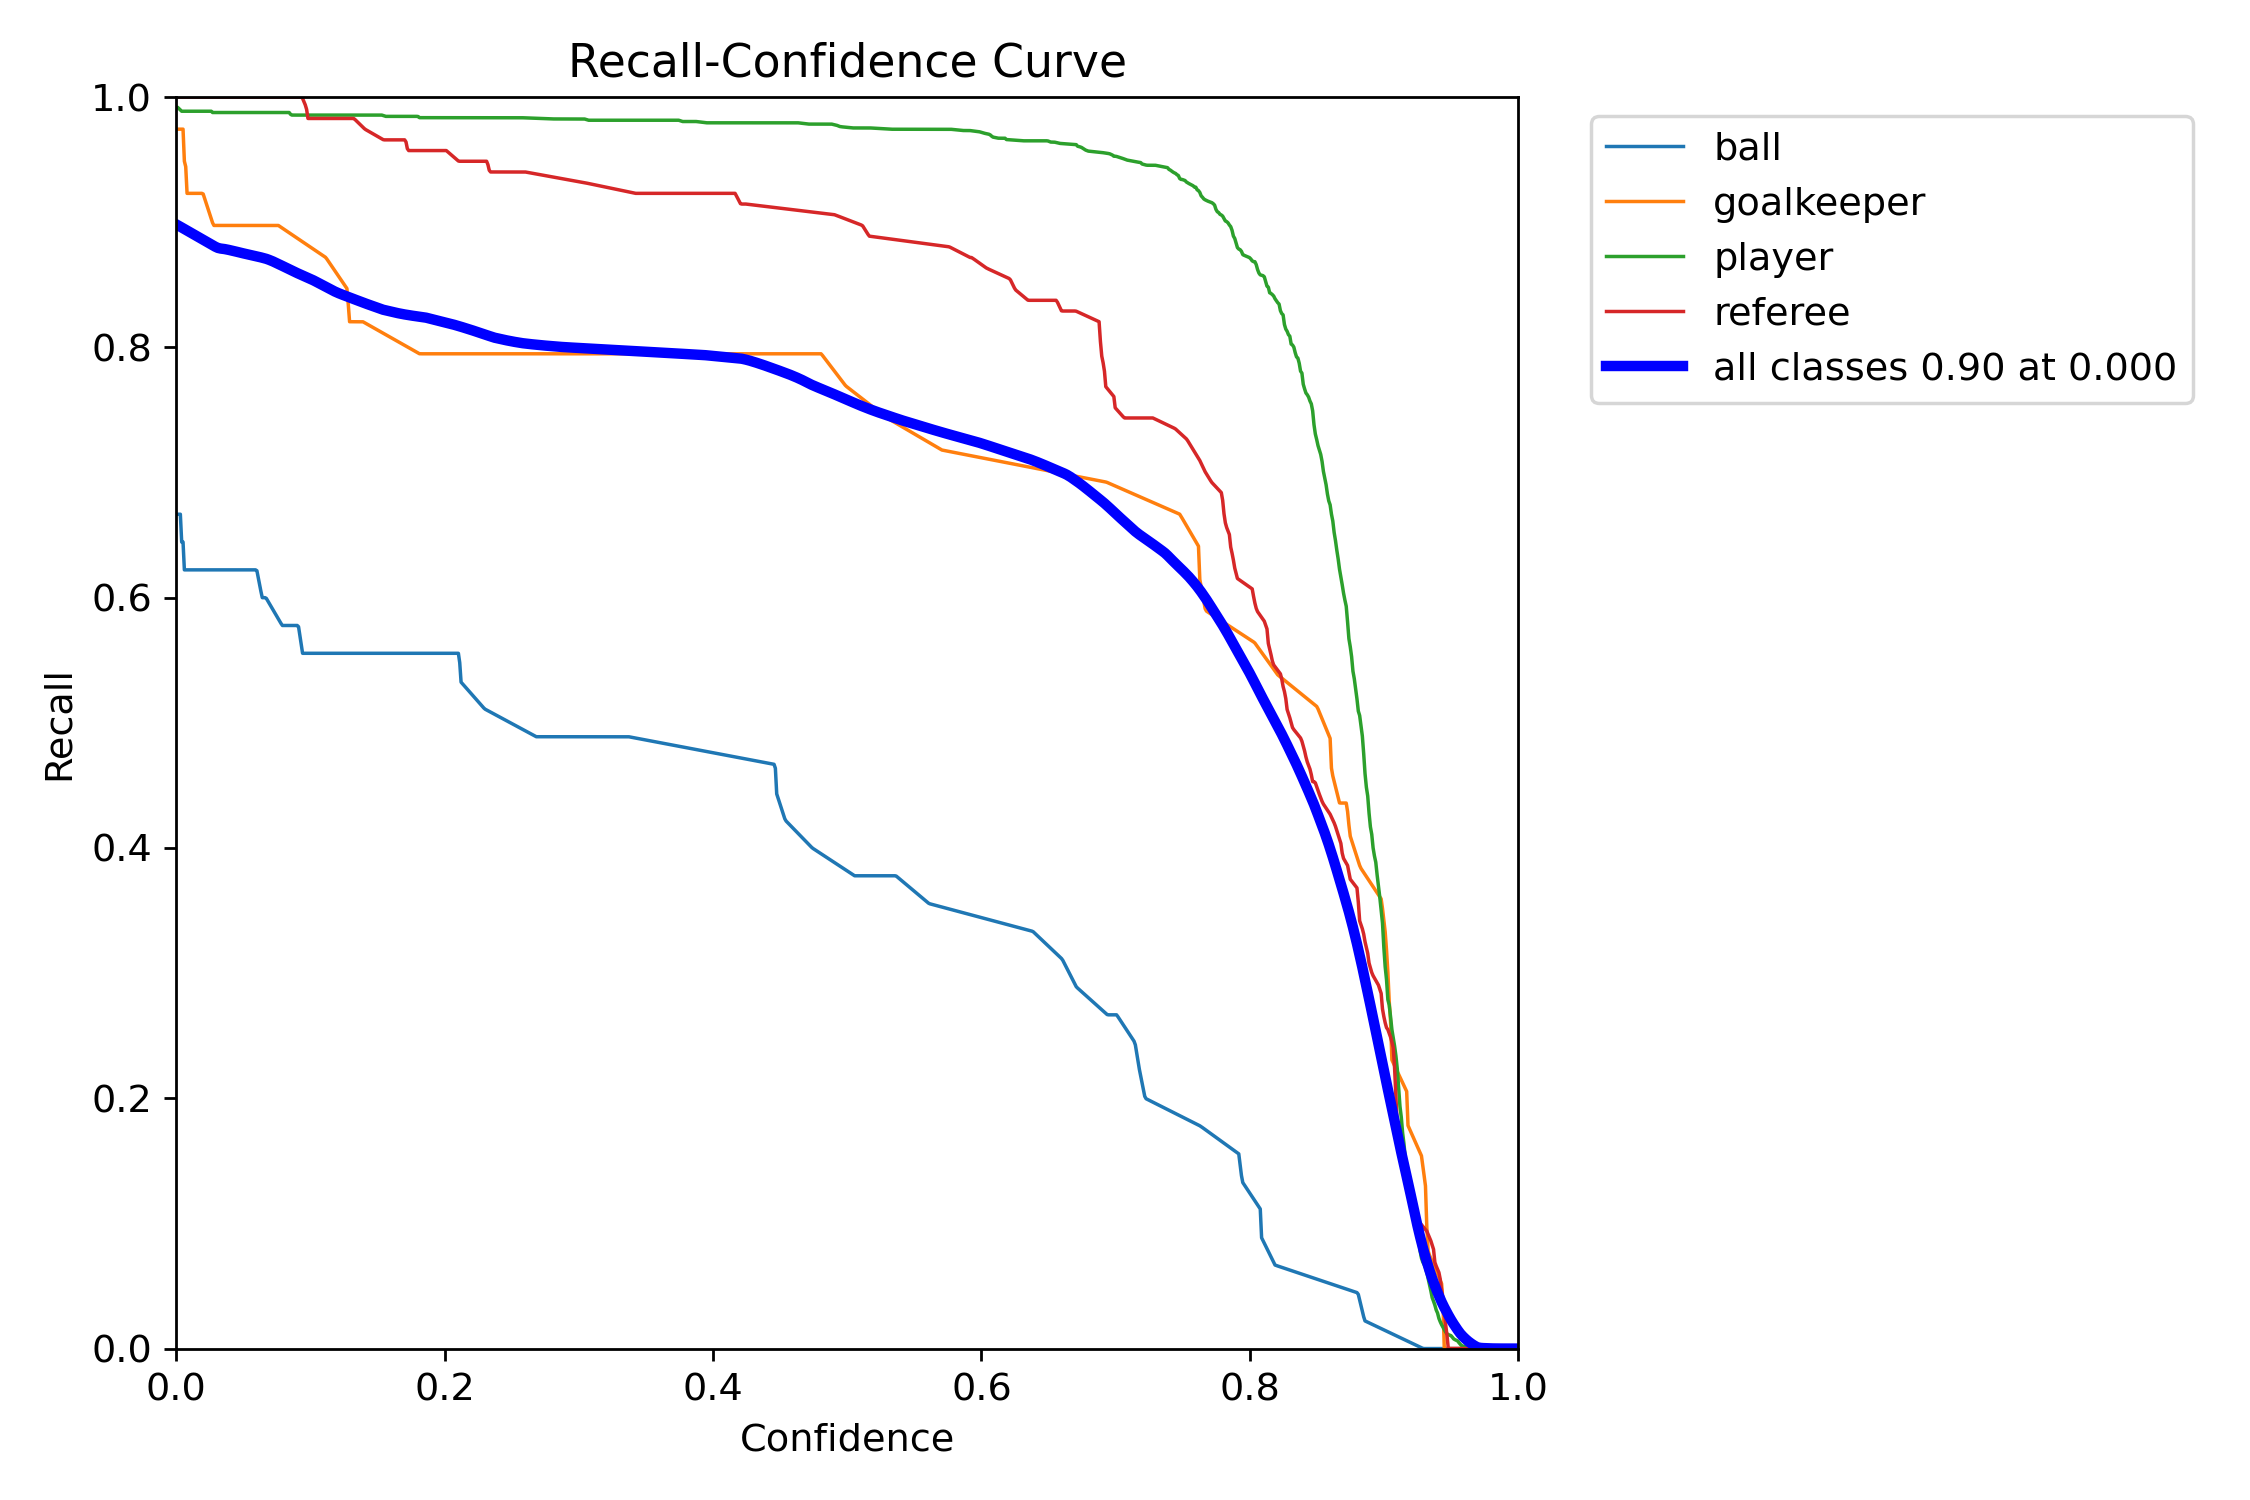 Recall-Confidence Curve
1.0
0.8
0.6
0.4
0.2
0.0
Recall
0.0 0.2 0.4 0.6 0.8 1.0
Confidence
ball
goalkeeper
player
referee
all classes 0.90 at 0.000